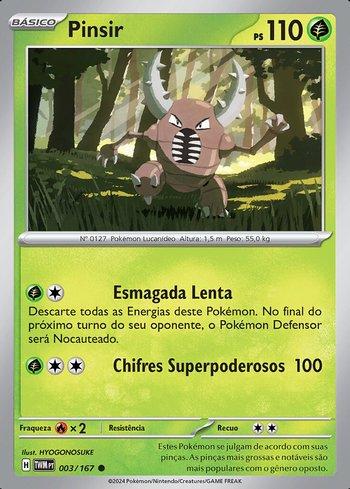 BÁSICO
Pinsir
PS 110
Nº 0127 Pokémon Lucanídeo Altura: 1,5 m Peso: 55,0 kg
Esmagada Lenta
Descarte todas as Energias deste Pokémon. No final do
próximo turno do seu oponente, o Pokémon Defensor
será Nocauteado.
Chifres Superpoderosos 100
Fraqueza × 2 Resistência Recuo
Ilust. HYOGONOSUKE
H TWM PT 003/167
Estes Pokémon se julgam de acordo com suas
pinças. As pinças mais grossas e notáveis são
mais populares com o gênero oposto.
©2024 Pokémon/Nintendo/Creatures/GAME FREAK